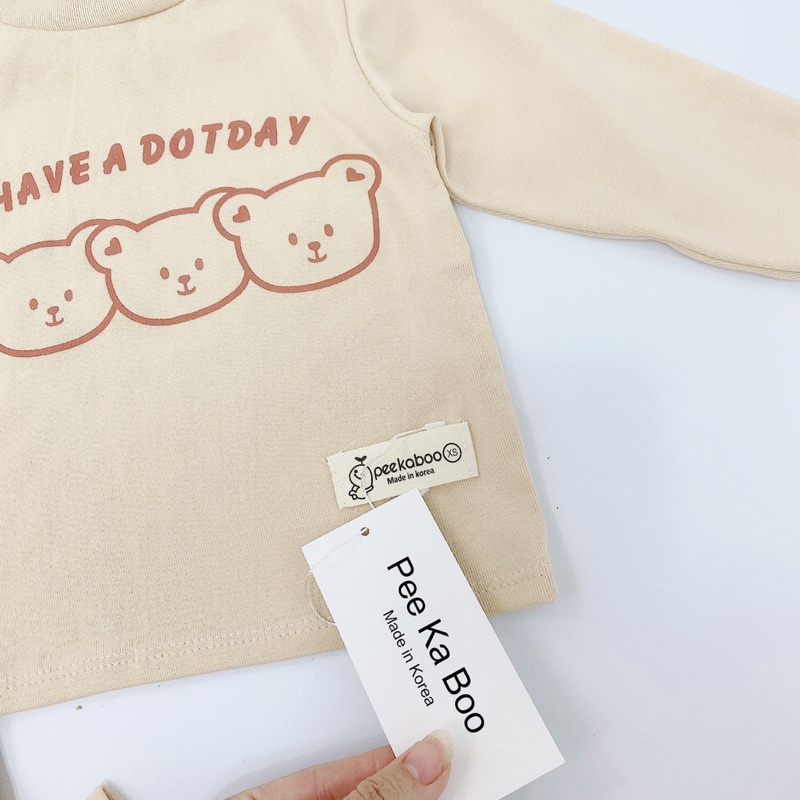 HAVE A DOTDAY
peekaboo XS
Made in korea
Pee Ka Boo
Made in Korea